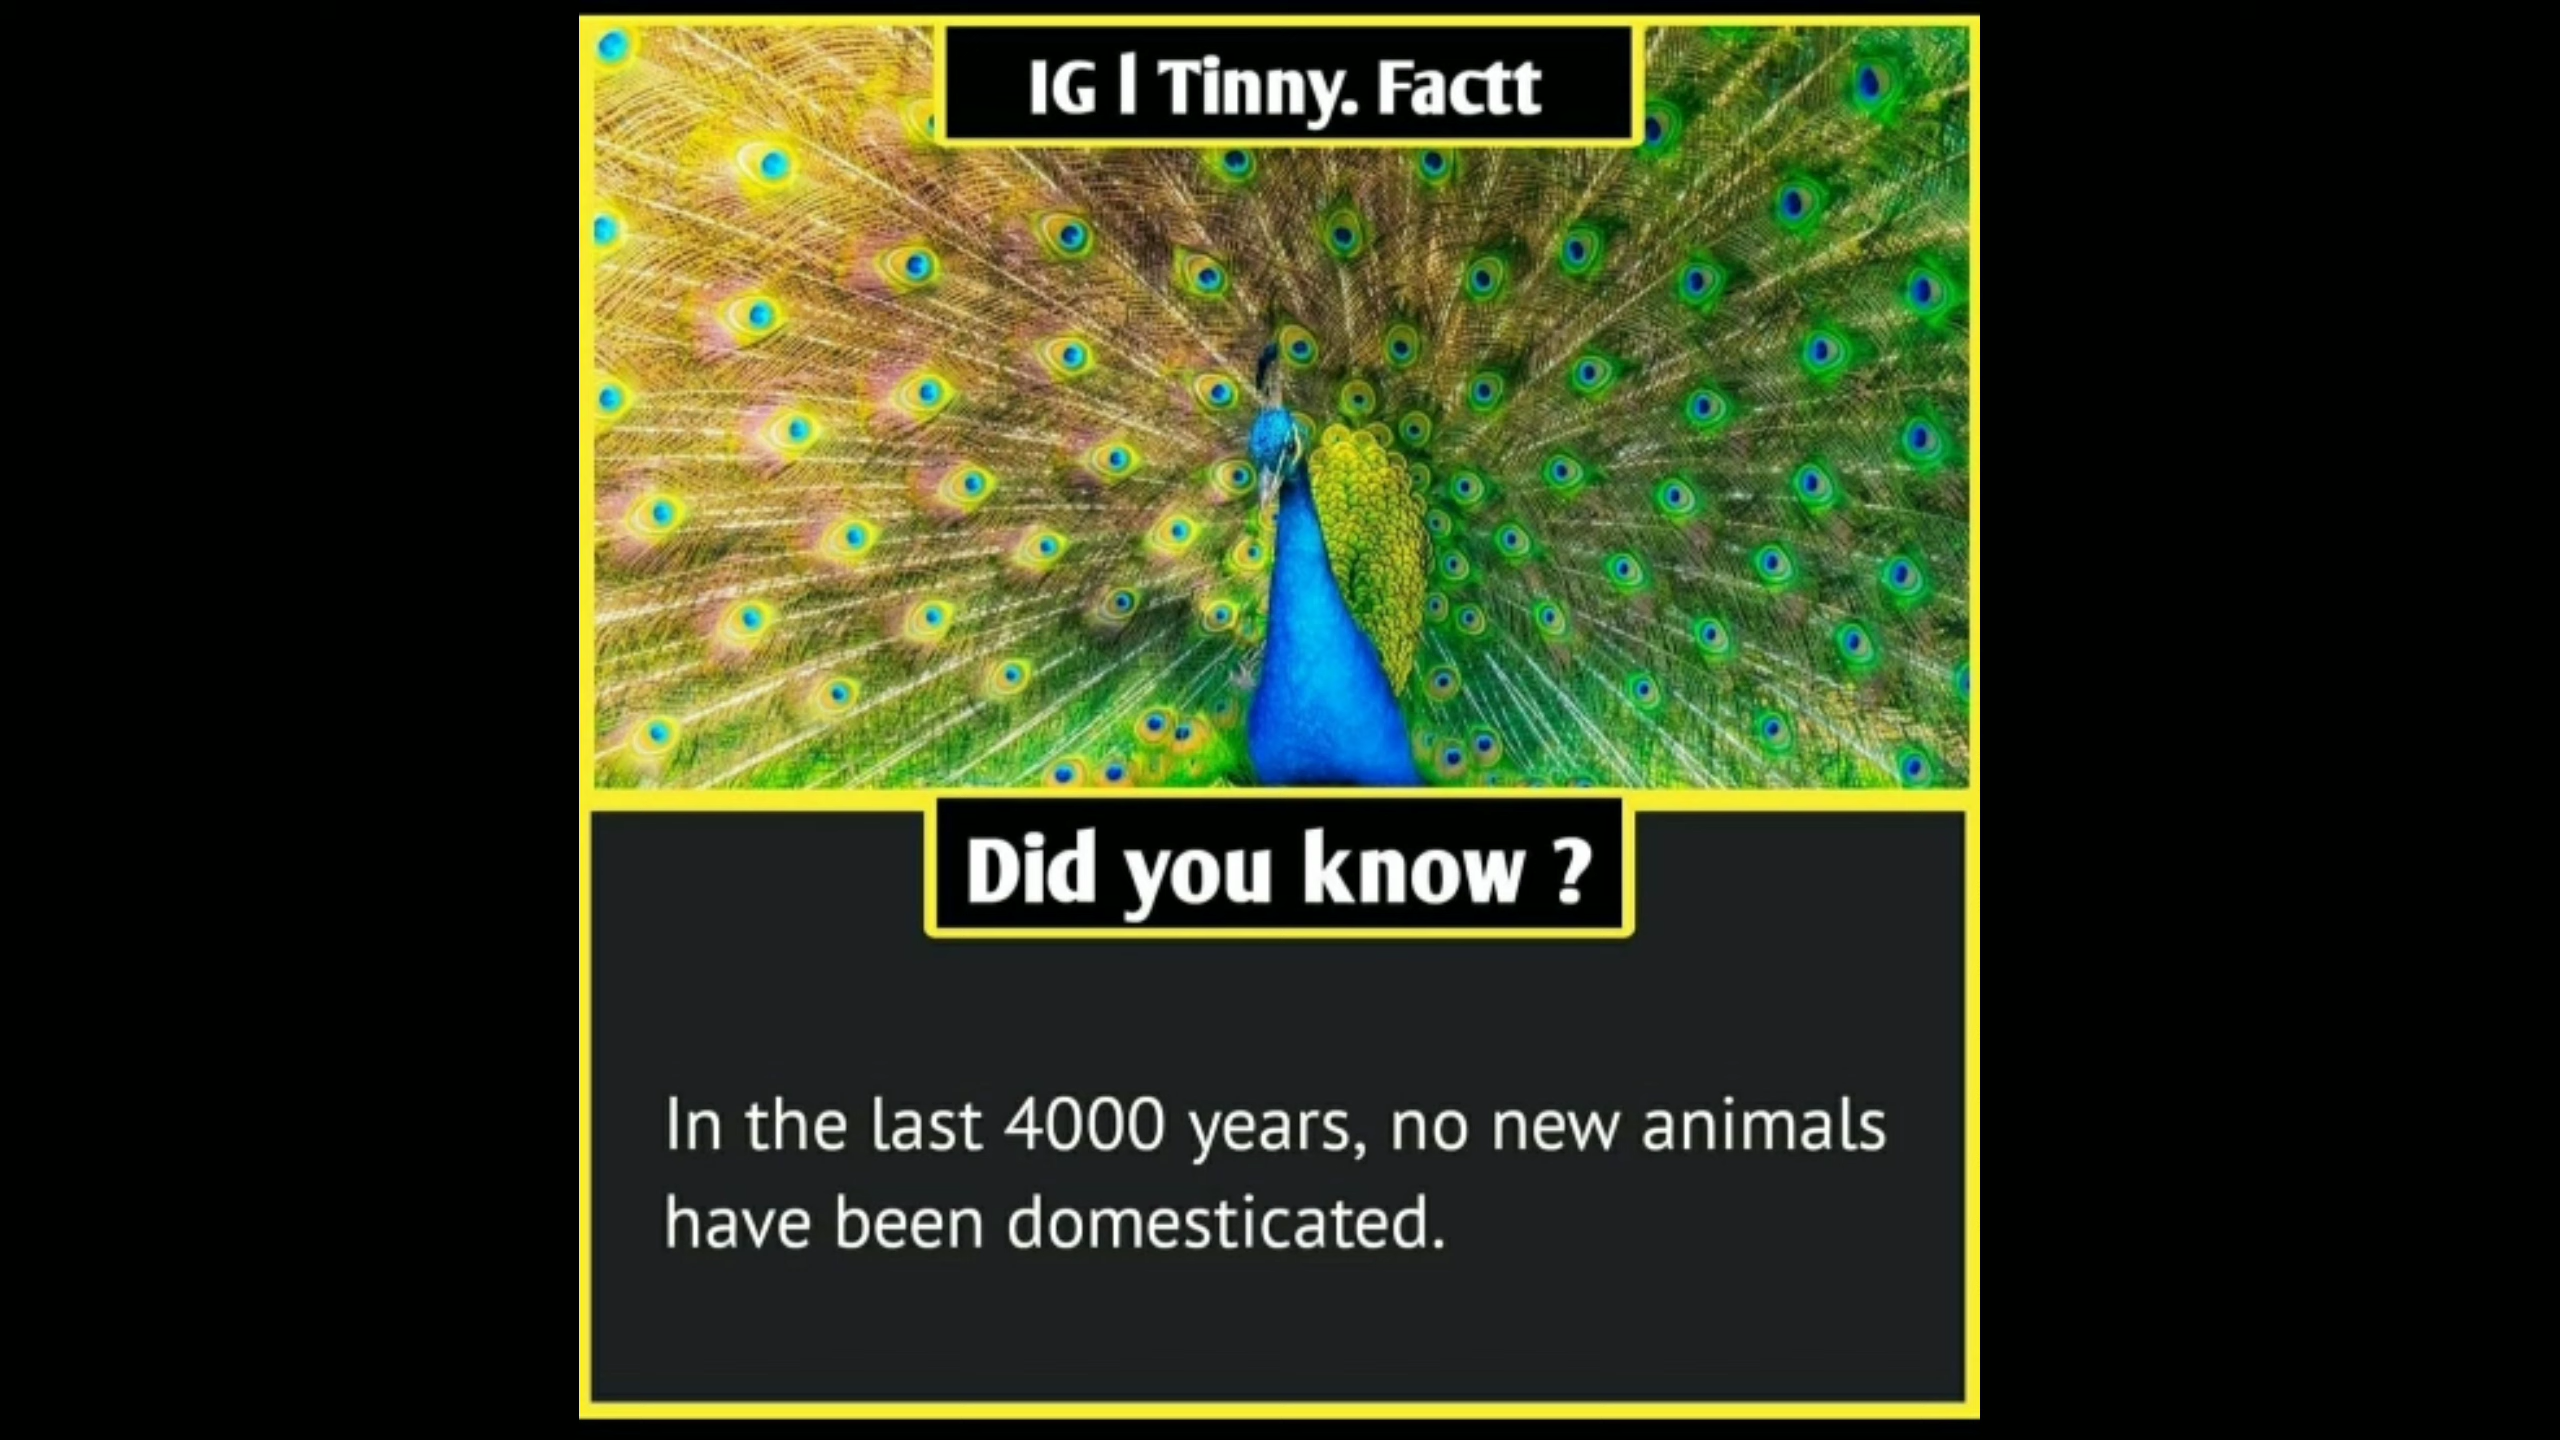 IG | Tinny. Factt
Did you know ?
In the last 4000 years, no new animals
have been domesticated.